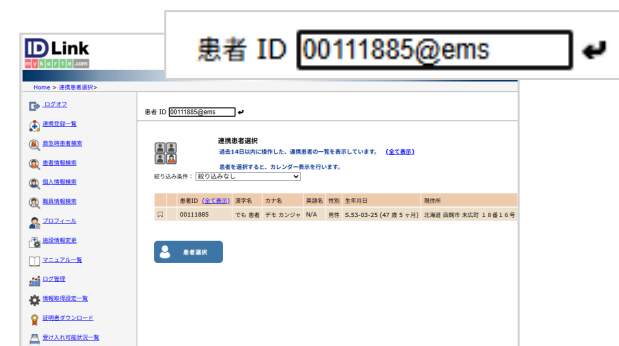 患者 ID 00111885@ems
IDLink
mykarte.com
Home > 連携患者選択>
ログオフ
連携登録一覧
救急時患者検索
患者情報検索
個人情報検索
職員情報検索
プロフィール
施設情報変更
マニュアル一覧
ログ管理
情報取得設定一覧
証明書ダウンロード
受け入れ可能状況一覧
患者 ID 00111885@ems
連携患者選択
過去14日以内に操作した、連携患者の一覧を表示しています。 (全て表示)
患者を選択すると、カレンダー表示を行います。
絞り込み条件: 絞り込みなし
患者ID (全て表示) 漢字名 カナ名 英語名 性別 生年月日 現住所
00111885 でも 患者 デモ カンジャ N/A 男性 S.53-03-25 (47 歳 5 ヶ月) 北海道 函館市 末広町 18番16号
患者選択